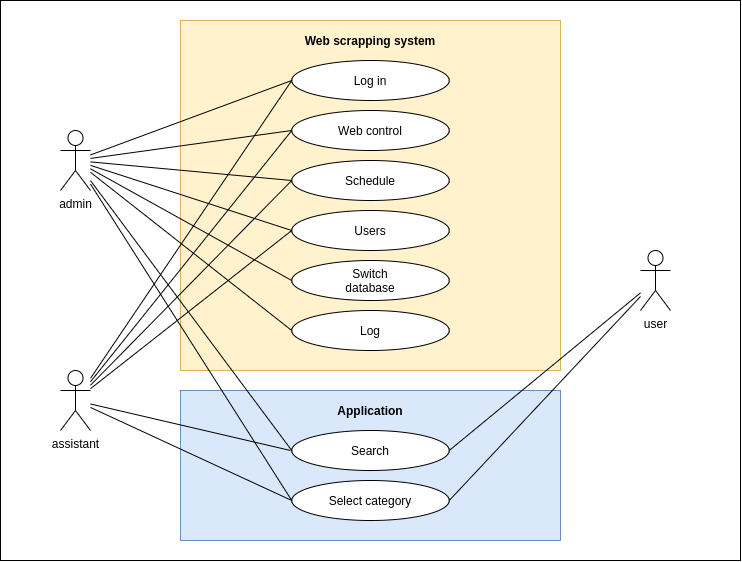 Web scrapping system
Log in
Web control
Schedule
admin
Users
Switch
database
Log
user
Application
assistant
Search
Select category